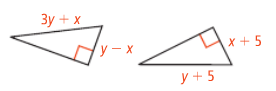 3y + x
y − x
x + 5
y + 5